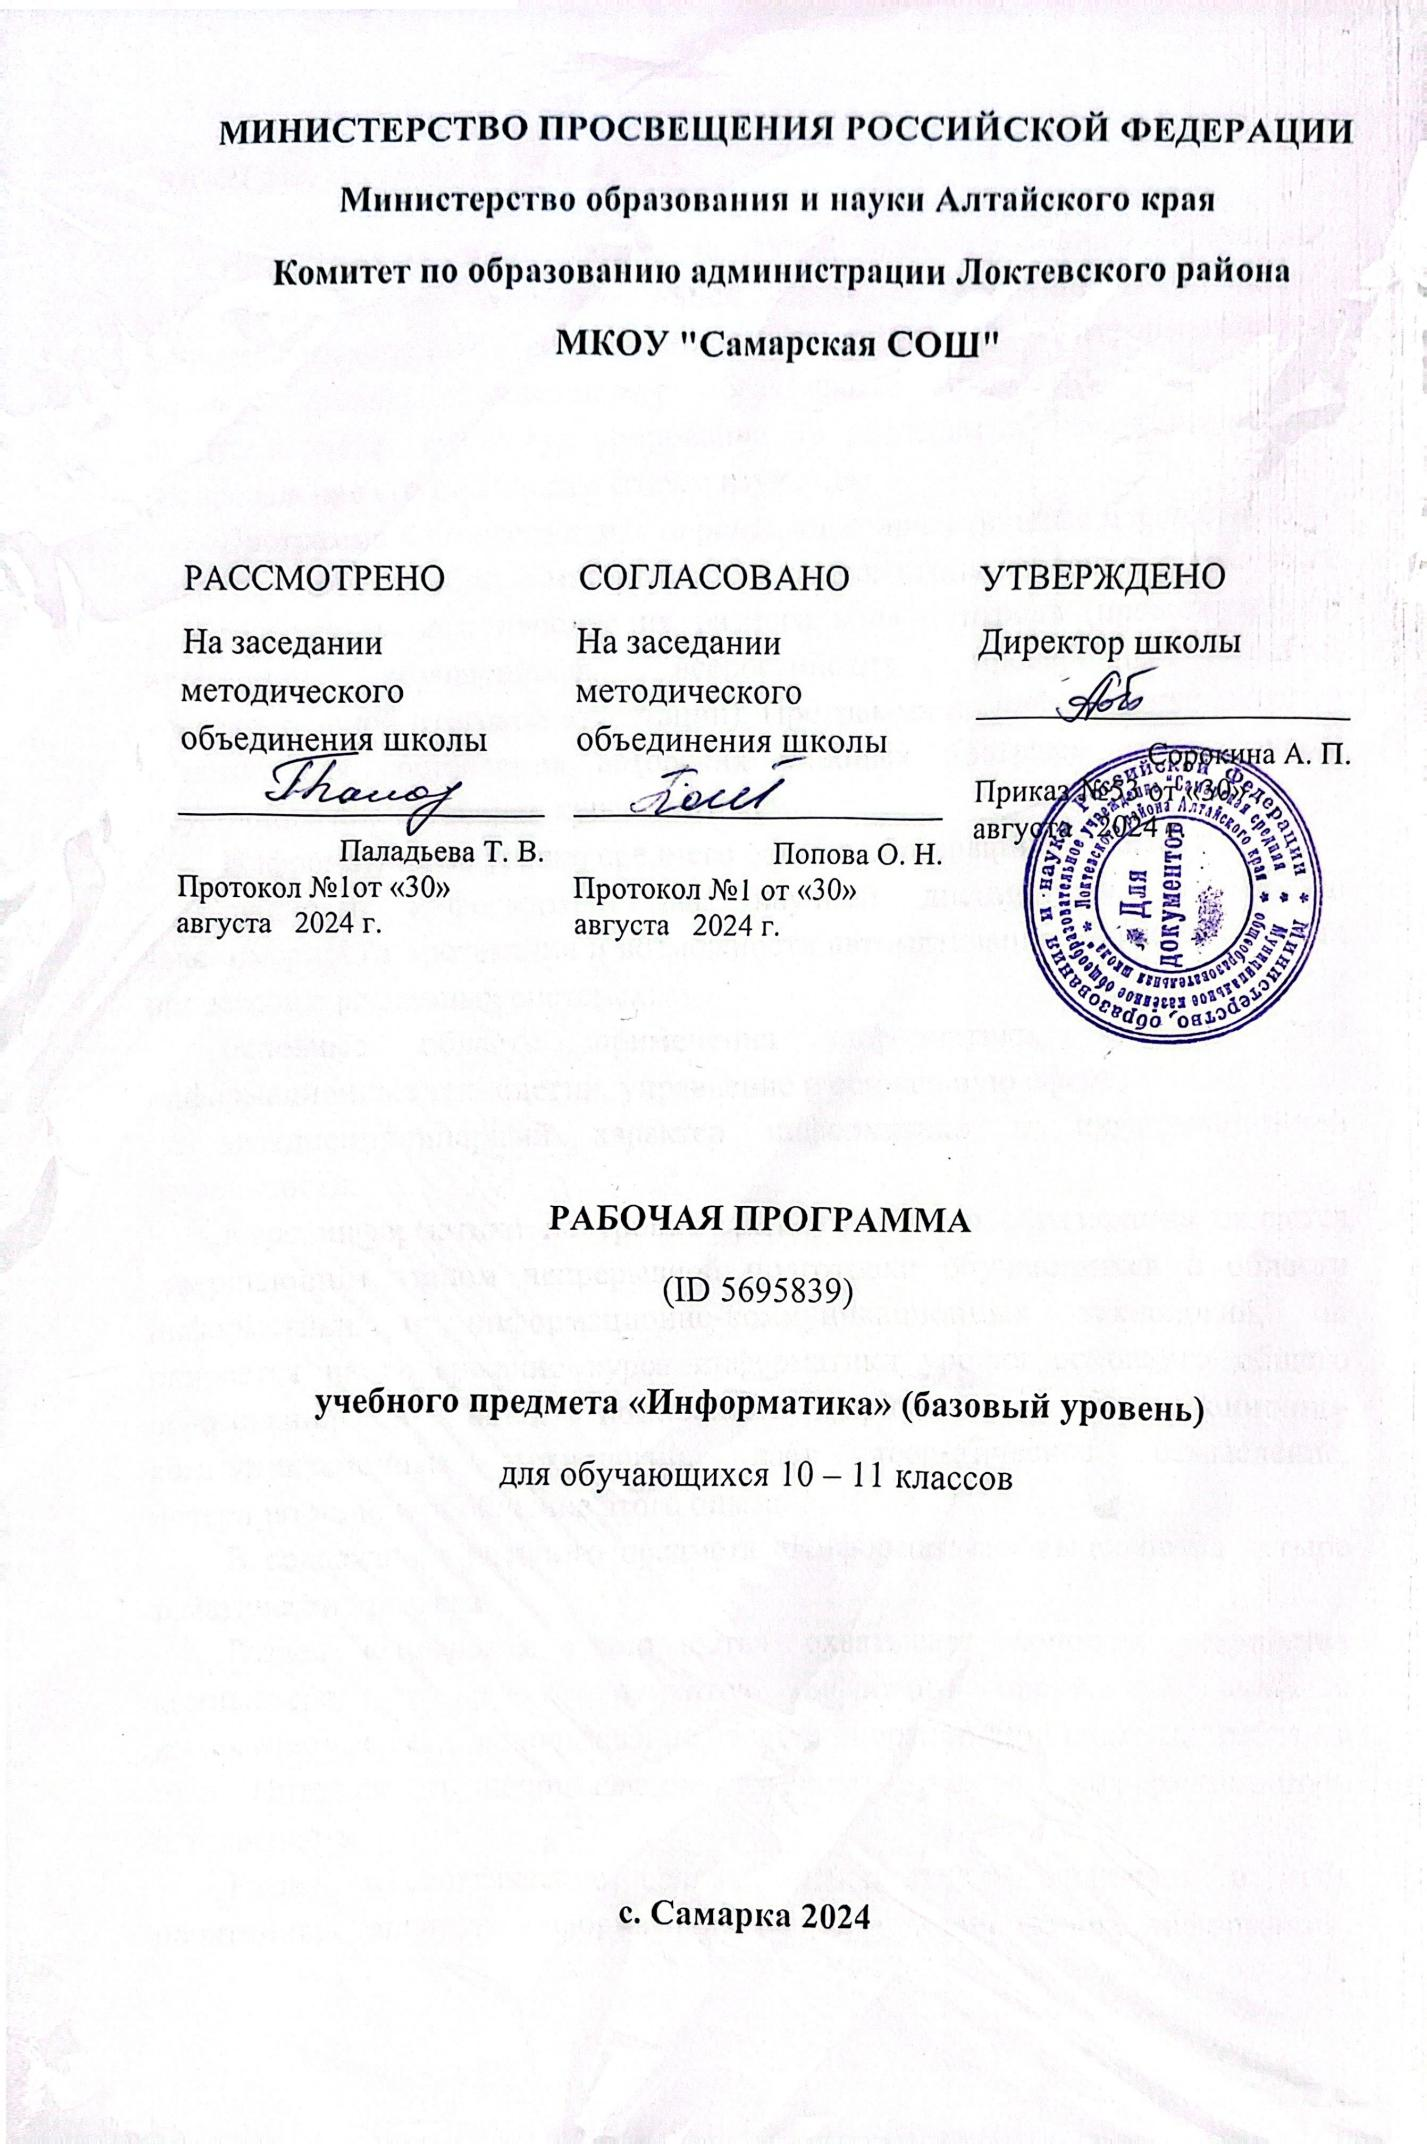 МИНИСТЕРСТВО ПРОСВЕЩЕНИЯ РОССИЙСКОЙ ФЕДЕРАЦИИ
Министерство образования и науки Алтайского края
Комитет по образованию администрации Локтевского района
МКОУ "Самарская СОШ"
РАССМОТРЕНО
На заседании
методического
объединения школы
Паладьева Т. В.
Протокол №1от «30»
августа 2024 г.
СОГЛАСОВАНО
На заседании
методического
объединения школы
Попова О. Н.
Протокол №1 от «30»
августа 2024 г.
УТВЕРЖДЕНО
Директор школы
Сорокина А. П.
Приказ №53 от «30»
августа 2024 г.
Для
документов
РАБОЧАЯ ПРОГРАММА
(ID 5695839)
учебного предмета «Информатика» (базовый уровень)
для обучающихся 10 – 11 классов
с. Самарка 2024